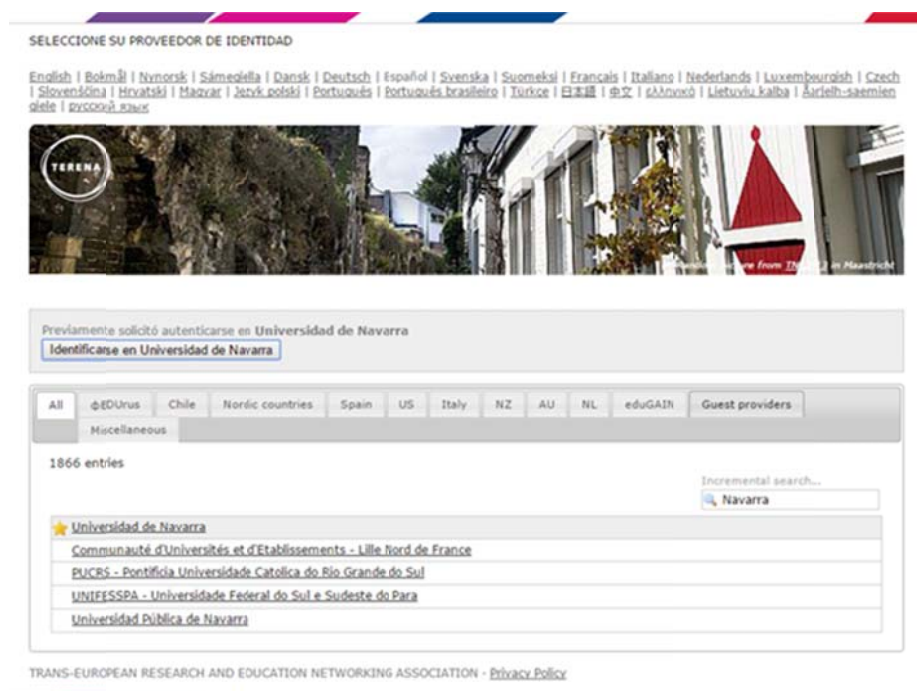 SELECCIONE SU PROVEEDOR DE IDENTIDAD
English | Bokmål | Nynorsk | Sámegiella | Dansk | Deutsch | Español | Svenska | Suomeksi | Français | Italiano | Nederlands | Luxembourgish | Czech
| Slovenščina | Hrvatski | Magyar | Język polski | Português | Português brasileiro | Türkçe | 日本語 | 中文 | ελληνικά | Lietuvių kalba | Åarjelh-saemien
giele | русский язык
TERENA
from in Maastricht
Previamente solicitó autenticarse en Universidad de Navarra
Identificarse en Universidad de Navarra
All фEDUrus Chile Nordic countries Spain US Italy NZ AU NL eduGAIN Guest providers
Miscellaneous
1866 entries
Incremental search...
Navarra
Universidad de Navarra
Communauté d'Universités et d'Etablissements - Lille Nord de France
PUCRS - Pontificia Universidade Catolica do Rio Grande do Sul
UNIFESSPA - Universidade Federal do Sul e Sudeste do Para
Universidad Pública de Navarra
TRANS-EUROPEAN RESEARCH AND EDUCATION NETWORKING ASSOCIATION - Privacy Policy